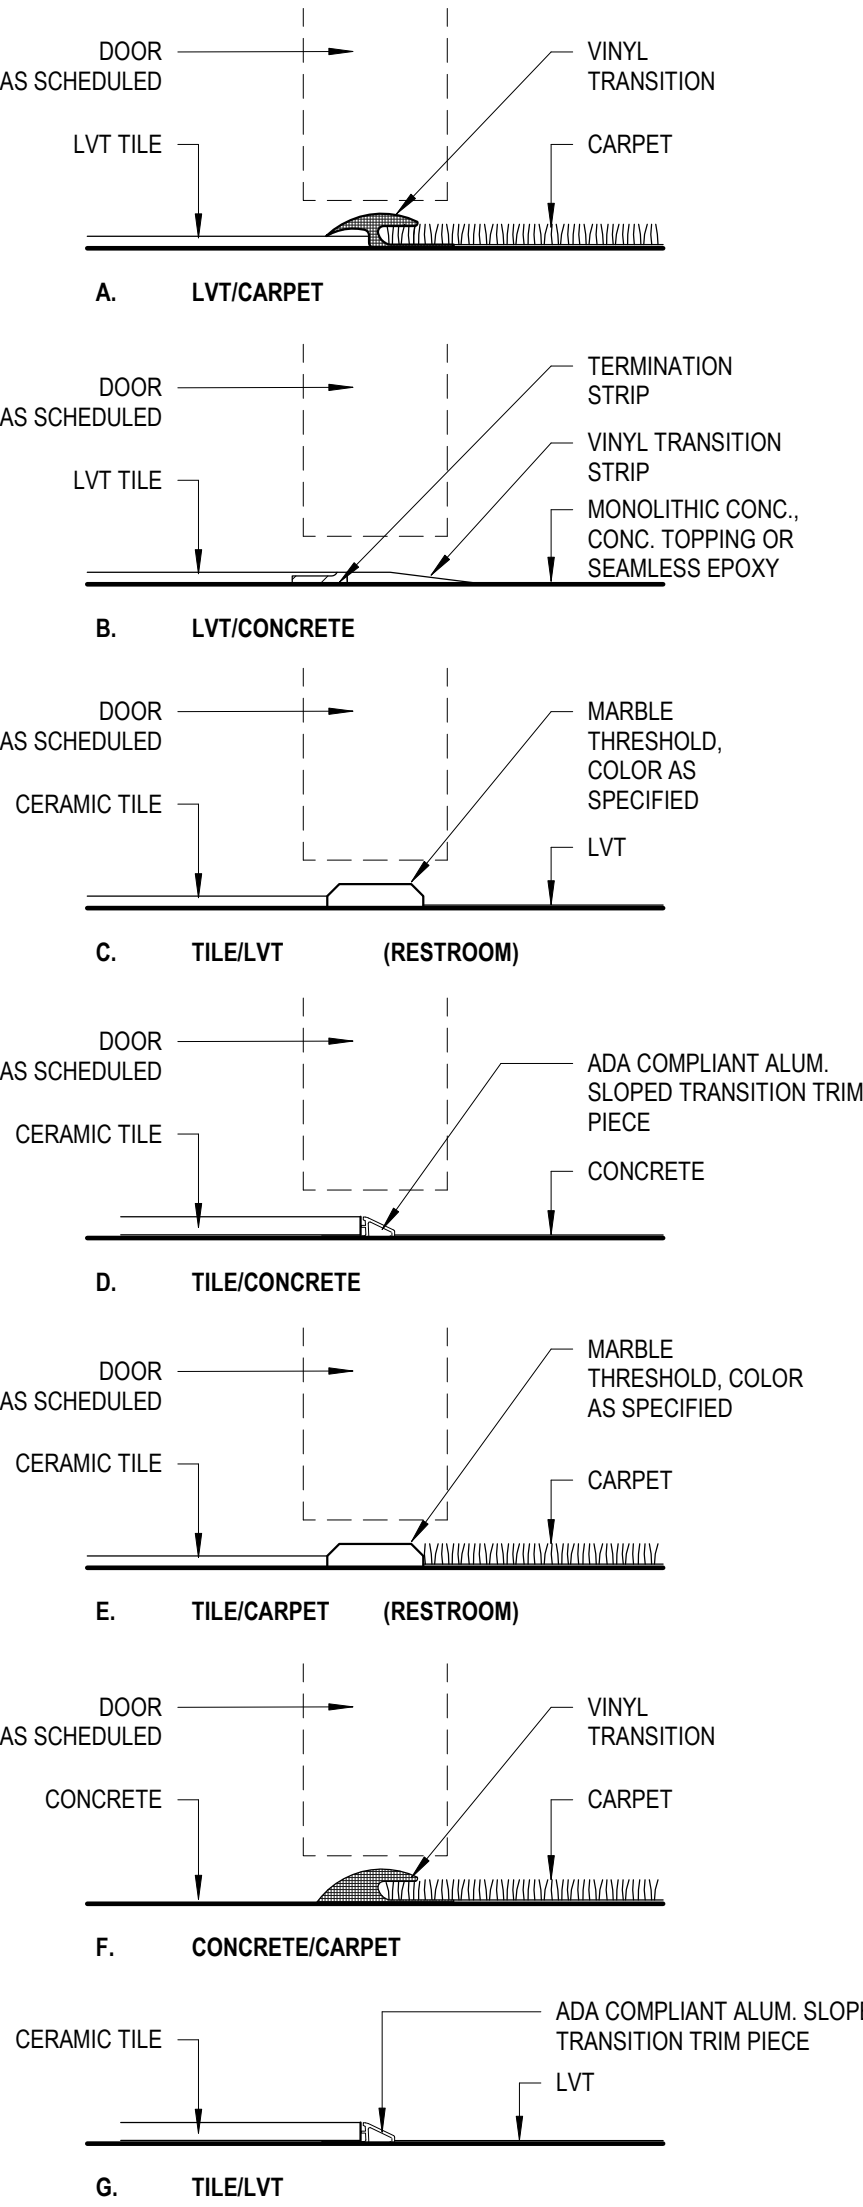 DOOR
AS SCHEDULED
VINYL
TRANSITION
LVT TILE
CARPET
A. LVT/CARPET
DOOR
AS SCHEDULED
TERMINATION
STRIP
LVT TILE
VINYL TRANSITION
STRIP
MONOLITHIC CONC.,
CONC. TOPPING OR
SEAMLESS EPOXY
B. LVT/CONCRETE
DOOR
AS SCHEDULED
MARBLE
THRESHOLD,
COLOR AS
SPECIFIED
CERAMIC TILE
LVT
C. TILE/LVT (RESTROOM)
DOOR
AS SCHEDULED
ADA COMPLIANT ALUM.
SLOPED TRANSITION TRIM
PIECE
CERAMIC TILE
CONCRETE
D. TILE/CONCRETE
DOOR
AS SCHEDULED
MARBLE
THRESHOLD, COLOR
AS SPECIFIED
CERAMIC TILE
CARPET
E. TILE/CARPET (RESTROOM)
DOOR
AS SCHEDULED
VINYL
TRANSITION
CONCRETE
CARPET
F. CONCRETE/CARPET
CERAMIC TILE
ADA COMPLIANT ALUM.
TRANSITION TRIM PIECE
LVT
G. TILE/LVT